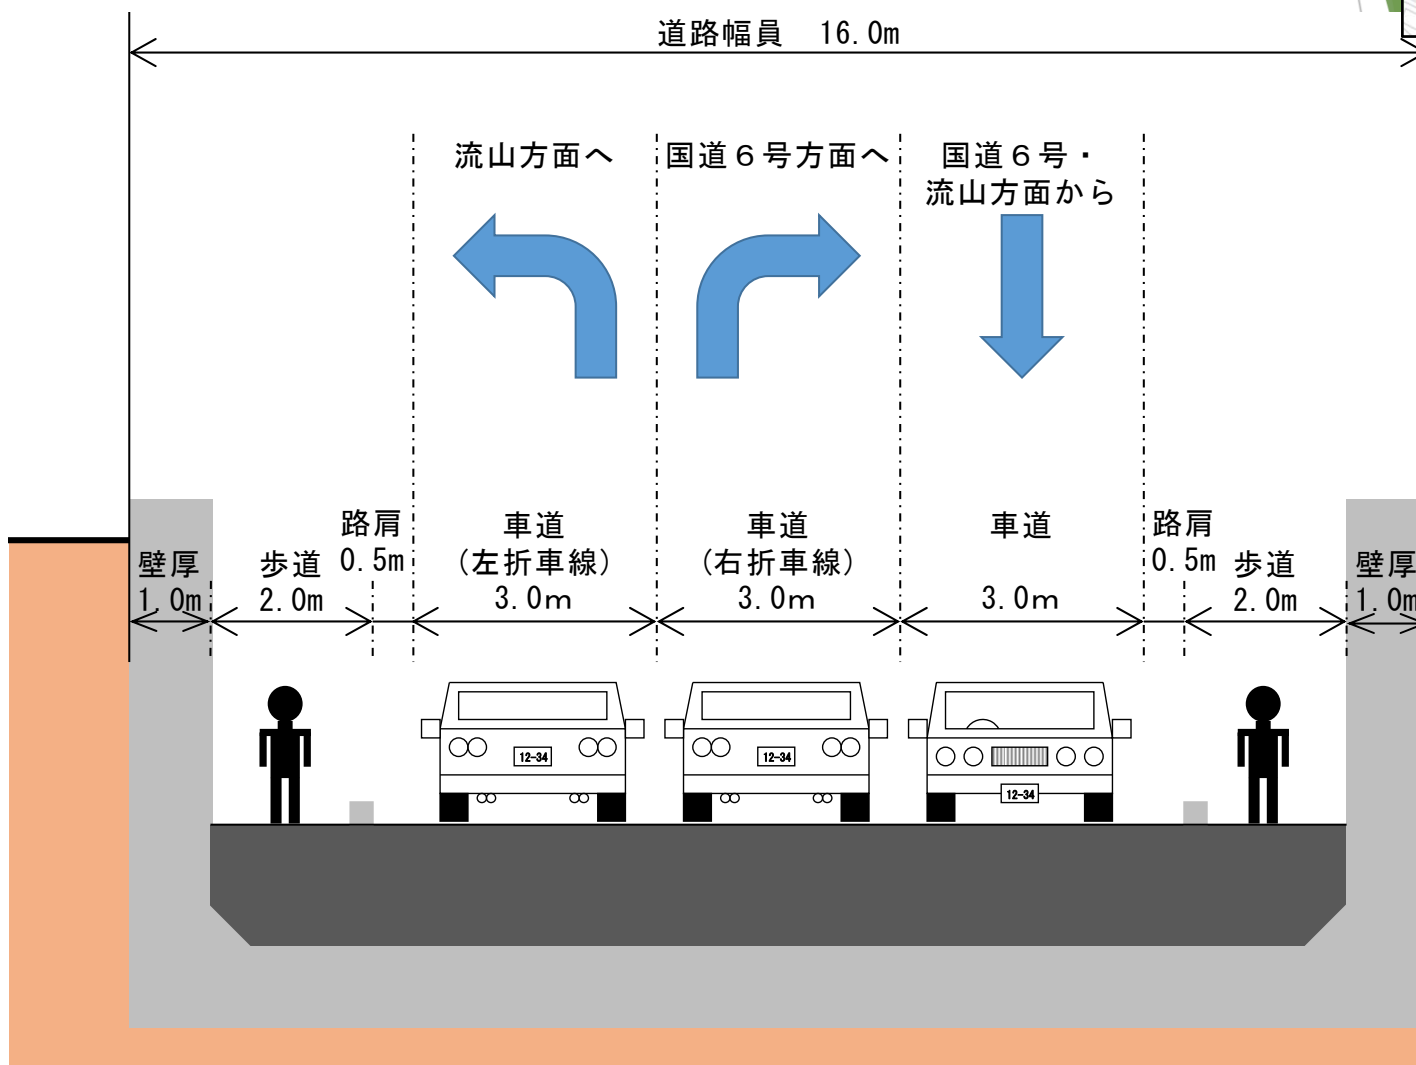 道路幅員　16.0m
流山方面へ
国道６号方面へ
国道６号・
流山方面から
壁厚
1.0m
歩道
2.0m
路肩
0.5m
車道
(左折車線)
3.0m
車道
(右折車線)
3.0m
車道
3.0m
路肩
0.5m
歩道
2.0m
壁厚
1.0m
12-34
12-34
12-34